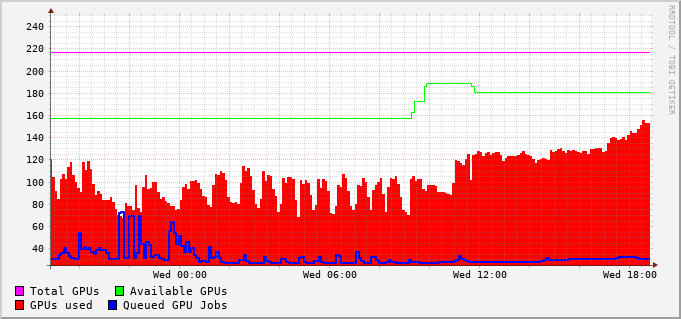 RRDTOOL / TOBI OETIKER
240
220
200
180
160
140
120
100
80
60
40
Wed 00:00 Wed 06:00 Wed 12:00 Wed 18:00
Total GPUs Available GPUs
GPUs used Queued GPU Jobs